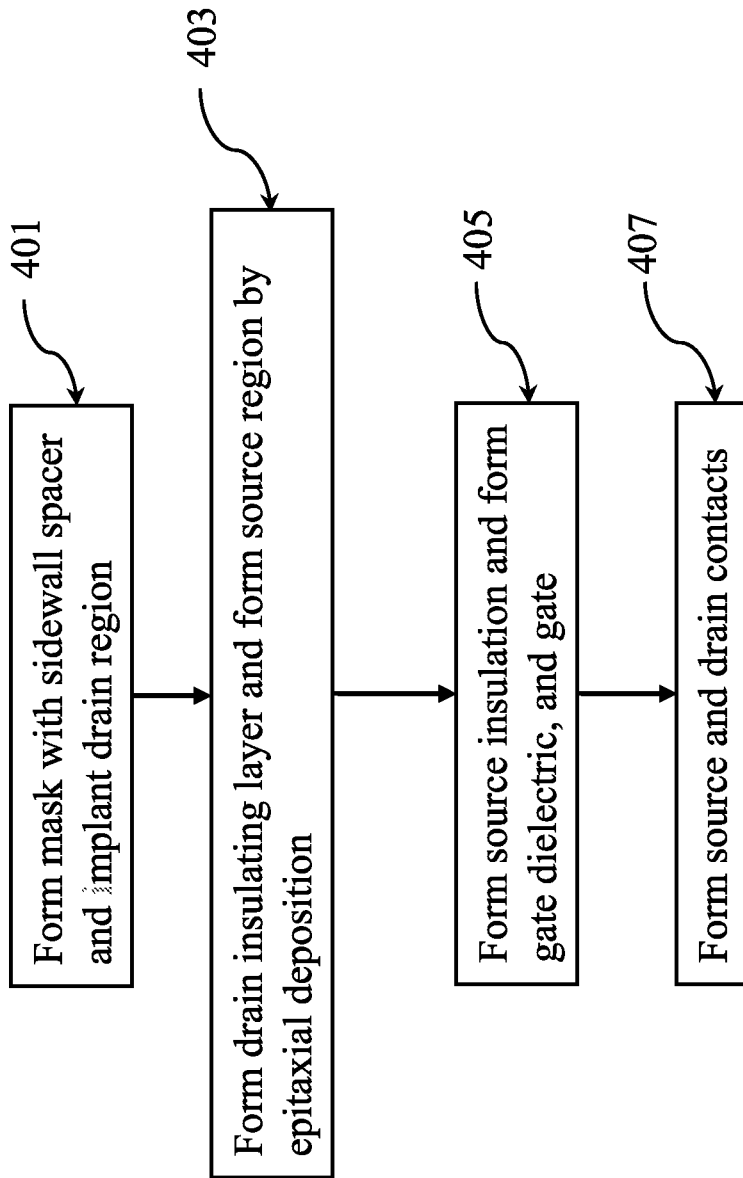 401
Form mask with sidewall spacer
and implant drain region
403
Form drain insulating layer and form source region by
epitaxial deposition
405
Form source insulation and form
gate dielectric, and gate
407
Form source and drain contacts